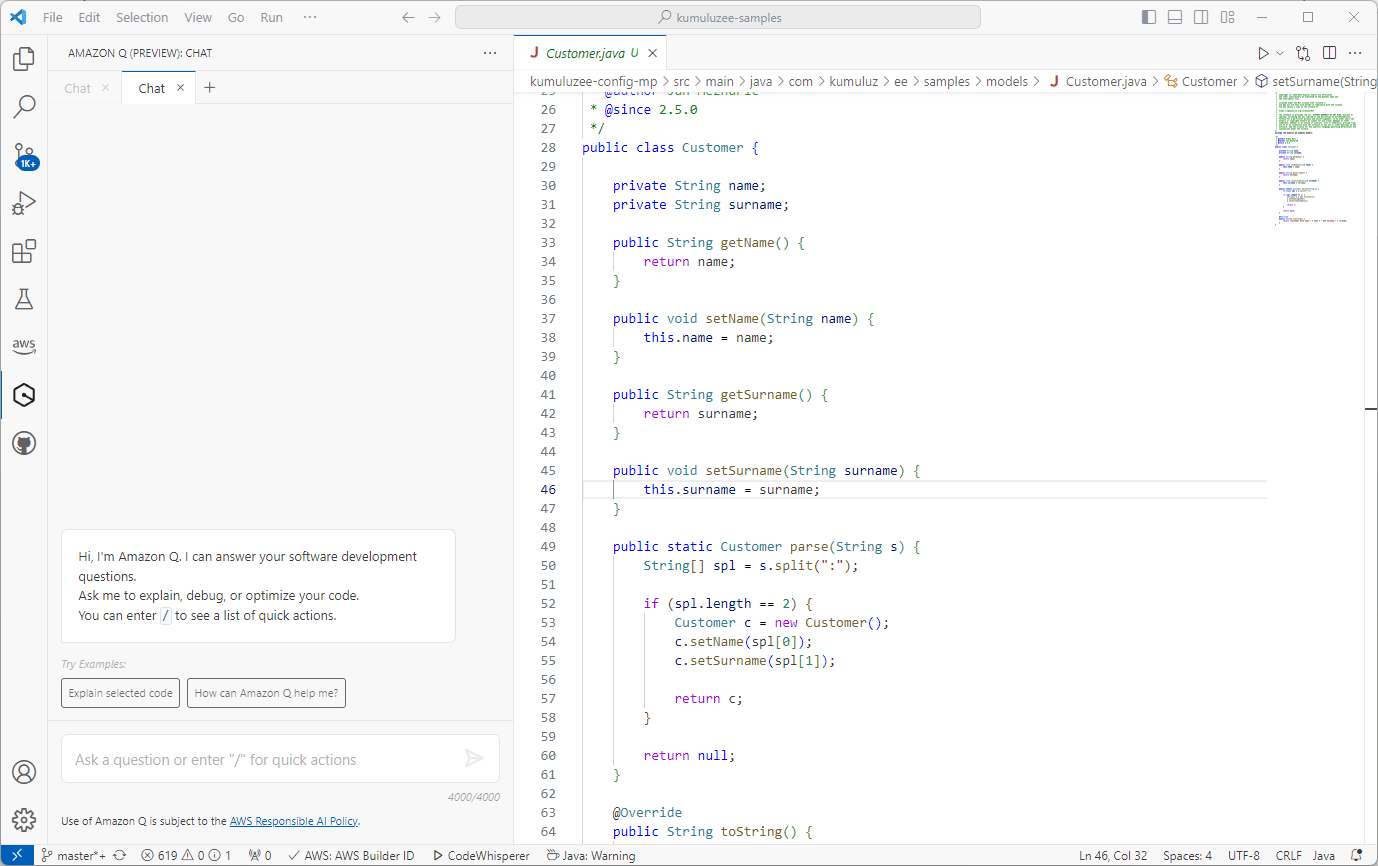 File Edit Selection View Go Run ···
kumuluzee-samples
AMAZON Q (PREVIEW): CHAT
Chat
Chat
Hi, I'm Amazon Q. I can answer your software development
questions.
Ask me to explain, debug, or optimize your code.
You can enter / to see a list of quick actions.
Try Examples:
Explain selected code
How can Amazon Q help me?
Ask a question or enter "/" for quick actions
4000/4000
Use of Amazon Q is subject to the AWS Responsible AI Policy.
1K+
aws
J Customer.java U
kumuluzee-config-mp > src > main > java > com > kumuluz > ee > samples > models > J Customer.java > Customer > setSurname(String
26 * @since 2.5.0
27 */
28 public class Customer {
29
30 private String name;
31 private String surname;
32
33 public String getName() {
34 return name;
35 }
36
37 public void setName(String name) {
38 this.name = name;
39 }
40
41 public String getSurname() {
42 return surname;
43 }
44
45 public void setSurname(String surname) {
46 this.surname = surname;
47 }
48
49 public static Customer parse(String s) {
50 String[] spl = s.split(":");
51
52 if (spl.length == 2) {
53 Customer c = new Customer();
54 c.setName(spl[0]);
55 c.setSurname(spl[1]);
56
57 return c;
58 }
59
60 return null;
61 }
62
63 @Override
64 public String toString() {
master*+ 619 0 1 0 AWS: AWS Builder ID CodeWhisperer Java: Warning Ln 46, Col 32 Spaces: 4 UTF-8 CRLF Java